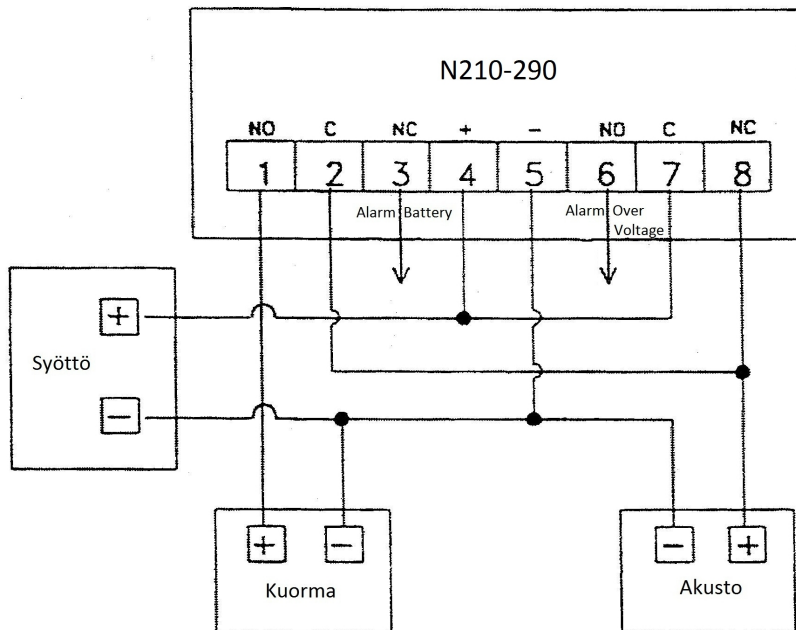 N210-290
NO C NC + - NO C NC
1 2 3 4 5 6 7 8
Alarm Battery Alarm Over
Voltage
+
Syöttö
-
+ - - +
Kuorma Akusto